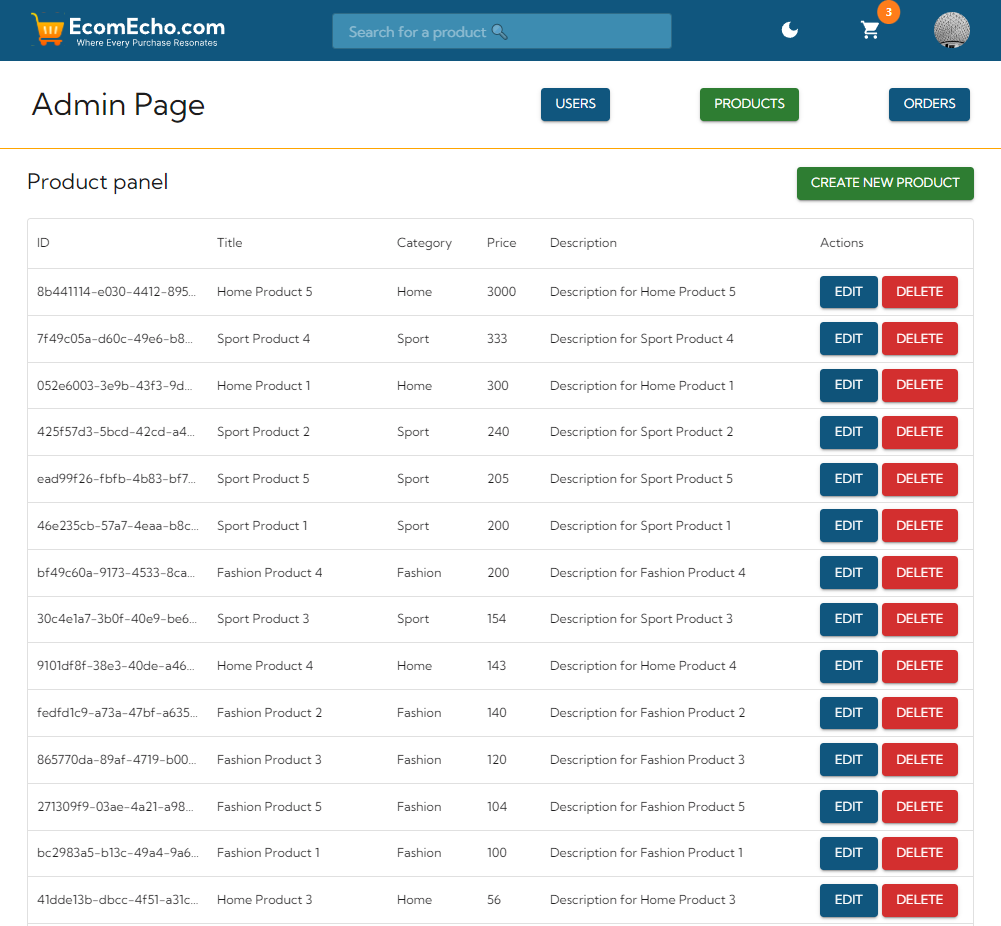 EcomEcho.com
Where Every Purchase Resonates
Search for a product
3
Admin Page
USERS
PRODUCTS
ORDERS
Product panel
CREATE NEW PRODUCT
ID Title Category Price Description Actions
8b441114-e030-4412-895... Home Product 5 Home 3000 Description for Home Product 5 EDIT DELETE
7f49c05a-d60c-49e6-b8... Sport Product 4 Sport 333 Description for Sport Product 4 EDIT DELETE
052e6003-3e9b-43f3-9d... Home Product 1 Home 300 Description for Home Product 1 EDIT DELETE
425f57d3-5bcd-42cd-a4... Sport Product 2 Sport 240 Description for Sport Product 2 EDIT DELETE
ead99f26-fbfb-4b83-bf7... Sport Product 5 Sport 205 Description for Sport Product 5 EDIT DELETE
46e235cb-57a7-4eaa-b8c... Sport Product 1 Sport 200 Description for Sport Product 1 EDIT DELETE
bf49c60a-9173-4533-8ca... Fashion Product 4 Fashion 200 Description for Fashion Product 4 EDIT DELETE
30c4e1a7-3b0f-40e9-be6... Sport Product 3 Sport 154 Description for Sport Product 3 EDIT DELETE
9101df8f-38e3-40de-a46... Home Product 4 Home 143 Description for Home Product 4 EDIT DELETE
fedfd1c9-a73a-47bf-a635... Fashion Product 2 Fashion 140 Description for Fashion Product 2 EDIT DELETE
865770da-89af-4719-b00... Fashion Product 3 Fashion 120 Description for Fashion Product 3 EDIT DELETE
271309f9-03ae-4a21-a98... Fashion Product 5 Fashion 104 Description for Fashion Product 5 EDIT DELETE
bc2983a5-b13c-49a4-9a6... Fashion Product 1 Fashion 100 Description for Fashion Product 1 EDIT DELETE
41dde13b-dbcc-4f51-a31c... Home Product 3 Home 56 Description for Home Product 3 EDIT DELETE